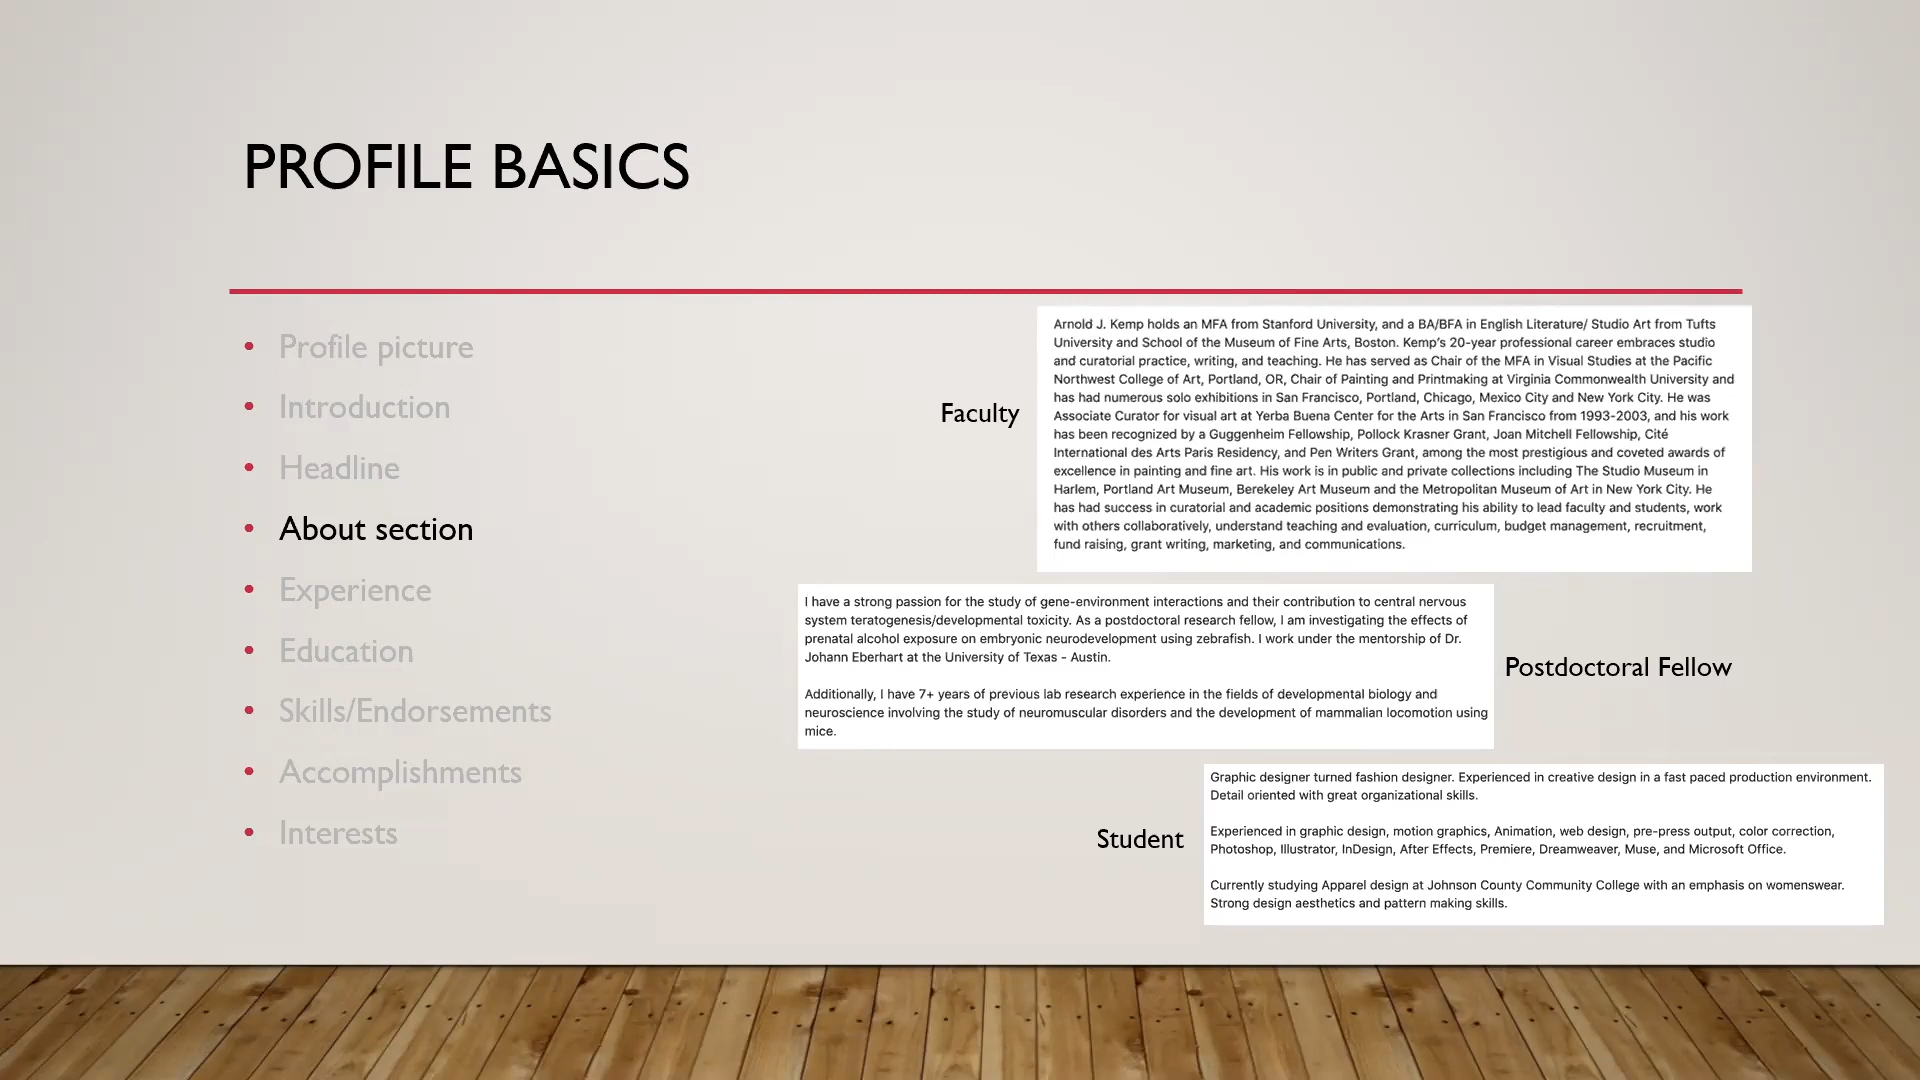 PROFILE BASICS
• Profile picture
• Introduction
• Headline
• About section
• Experience
• Education
• Skills/Endorsements
• Accomplishments
• Interests
Faculty
Arnold J. Kemp holds an MFA from Stanford University, and a BA/BFA in English Literature/ Studio Art from Tufts
University and School of the Museum of Fine Arts, Boston. Kemp's 20-year professional career embraces studio
and curatorial practice, writing, and teaching. He has served as Chair of the MFA in Visual Studies at the Pacific
Northwest College of Art, Portland, OR, Chair of Painting and Printmaking at Virginia Commonwealth University and
has had numerous solo exhibitions in San Francisco, Portland, Chicago, Mexico City and New York City. He was
Associate Curator for visual art at Yerba Buena Center for the Arts in San Francisco from 1993-2003, and his work
has been recognized by a Guggenheim Fellowship, Pollock Krasner Grant, Joan Mitchell Fellowship, Cité
International des Arts Paris Residency, and Pen Writers Grant, among the most prestigious and coveted awards of
excellence in painting and fine art. His work is in public and private collections including The Studio Museum in
Harlem, Portland Art Museum, Berekeley Art Museum and the Metropolitan Museum of Art in New York City. He
has had success in curatorial and academic positions demonstrating his ability to lead faculty and students, work
with others collaboratively, understand teaching and evaluation, curriculum, budget management, recruitment,
fund raising, grant writing, marketing, and communications.
I have a strong passion for the study of gene-environment interactions and their contribution to central nervous
system teratogenesis/developmental toxicity. As a postdoctoral research fellow, I am investigating the effects of
prenatal alcohol exposure on embryonic neurodevelopment using zebrafish. I work under the mentorship of Dr.
Johann Eberhart at the University of Texas - Austin.
Additionally, I have 7+ years of previous lab research experience in the fields of developmental biology and
neuroscience involving the study of neuromuscular disorders and the development of mammalian locomotion using
mice.
Postdoctoral Fellow
Student
Graphic designer turned fashion designer. Experienced in creative design in a fast paced production environment.
Detail oriented with great organizational skills.
Experienced in graphic design, motion graphics, Animation, web design, pre-press output, color correction,
Photoshop, Illustrator, InDesign, After Effects, Premiere, Dreamweaver, Muse, and Microsoft Office.
Currently studying Apparel design at Johnson County Community College with an emphasis on womenswear.
Strong design aesthetics and pattern making skills.